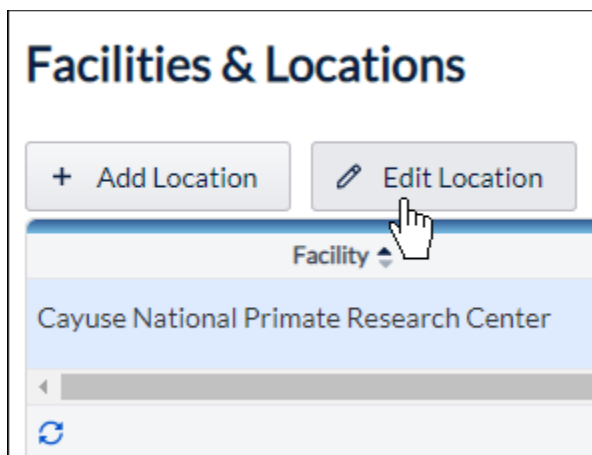 Facilities & Locations
+ Add Location
Edit Location
Facility
Cayuse National Primate Research Center